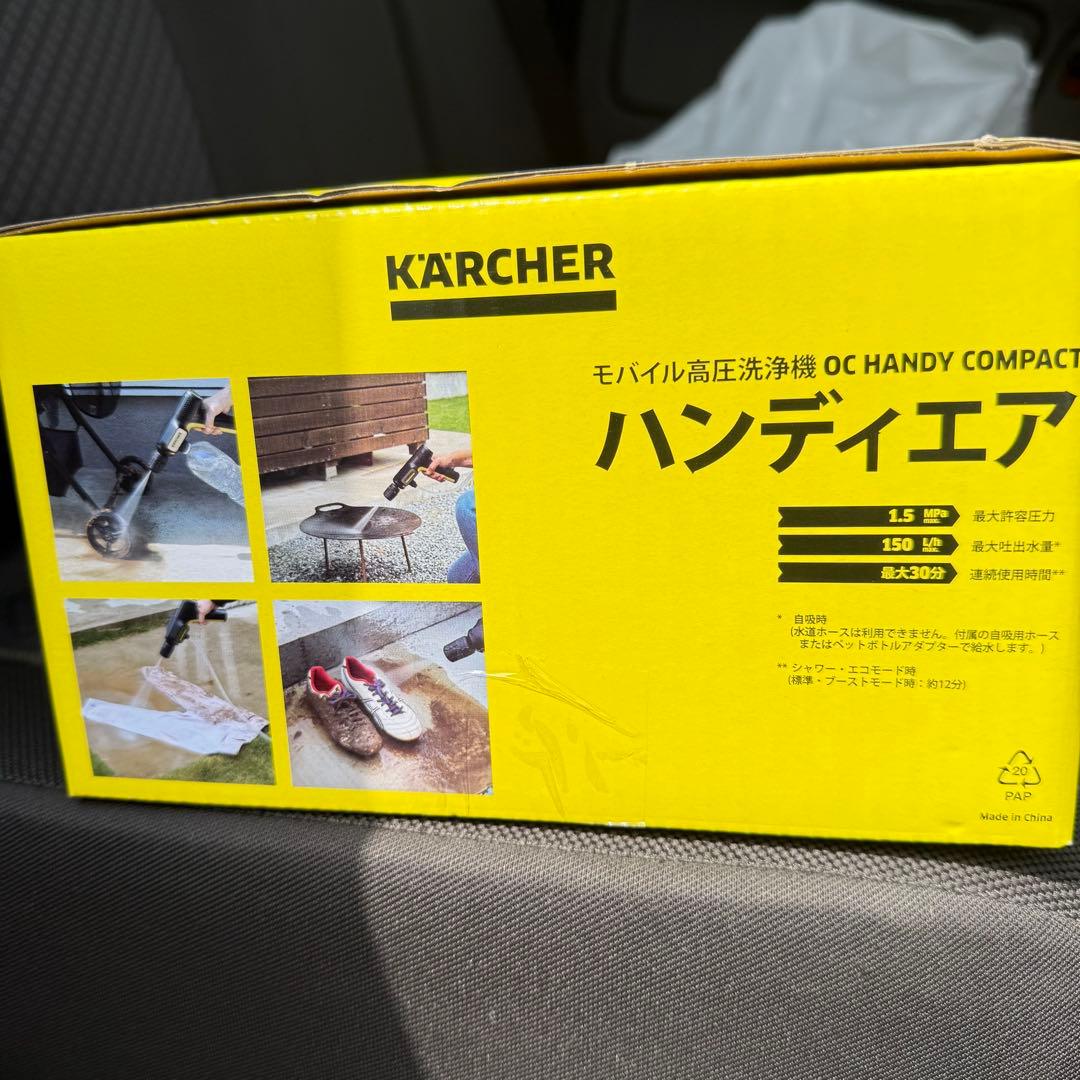 KÄRCHER
モバイル高圧洗浄機 OC HANDY COMPACT
ハンディエア
1.5 MPa max. 最大許容圧力
150 L/h max. 最大吐出水量*
最大30分 連続使用時間**
* 自吸時
(水道ホースは利用できません。付属の自吸用ホース
またはペットボトルアダプターで給水します。)
** シャワー・エコモード時
(標準・ブーストモード時:約12分)
20
PAP
Made in China